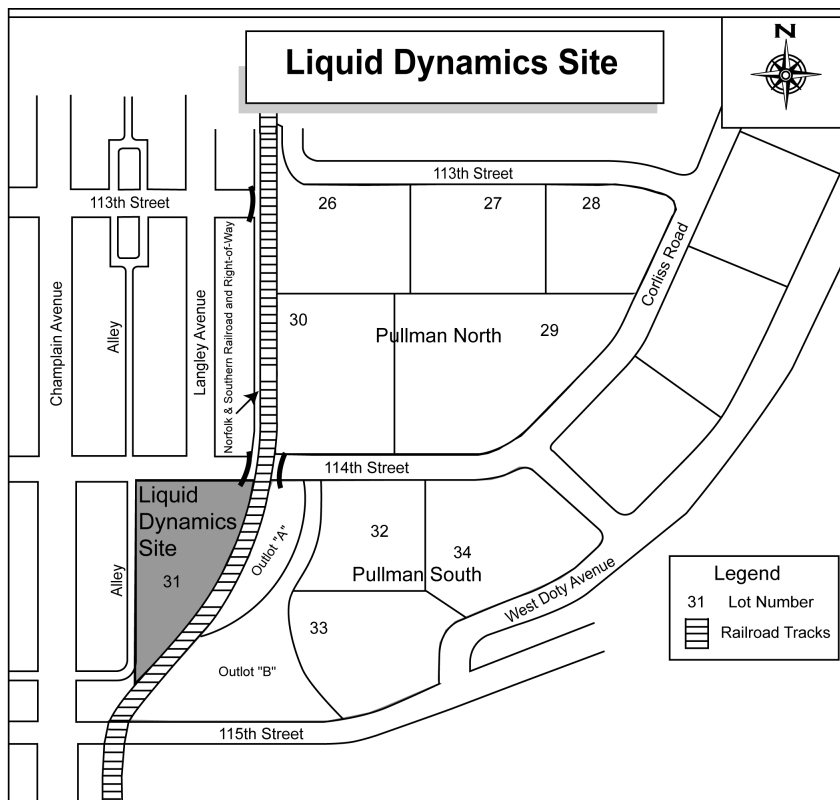 Liquid Dynamics Site
N
113th Street
113th Street
26
27
28
Corliss Road
Champlain Avenue
Alley
Langley Avenue
Norfolk & Southern Railroad and Right-of-Way
30
Pullman North
29
114th Street
Liquid
Dynamics
Site
31
Outlot "A"
32
34
Pullman South
Alley
33
West Doty Avenue
Outlot "B"
115th Street
Legend
31 Lot Number
Railroad Tracks